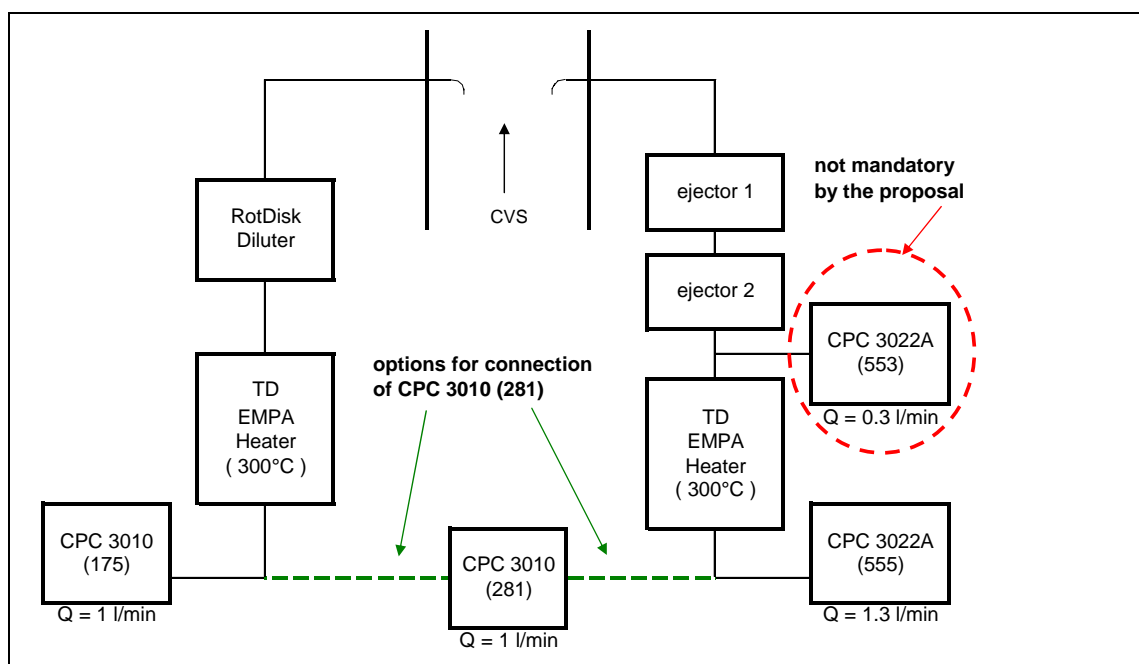 CVS
RotDisk
Diluter
TD
EMPA
Heater
( 300°C )
CPC 3010
(175)
Q = 1 l/min
options for connection
of CPC 3010 (281)
CPC 3010
(281)
Q = 1 l/min
ejector 1
ejector 2
not mandatory
by the proposal
CPC 3022A
(553)
Q = 0.3 l/min
TD
EMPA
Heater
( 300°C )
CPC 3022A
(555)
Q = 1.3 l/min